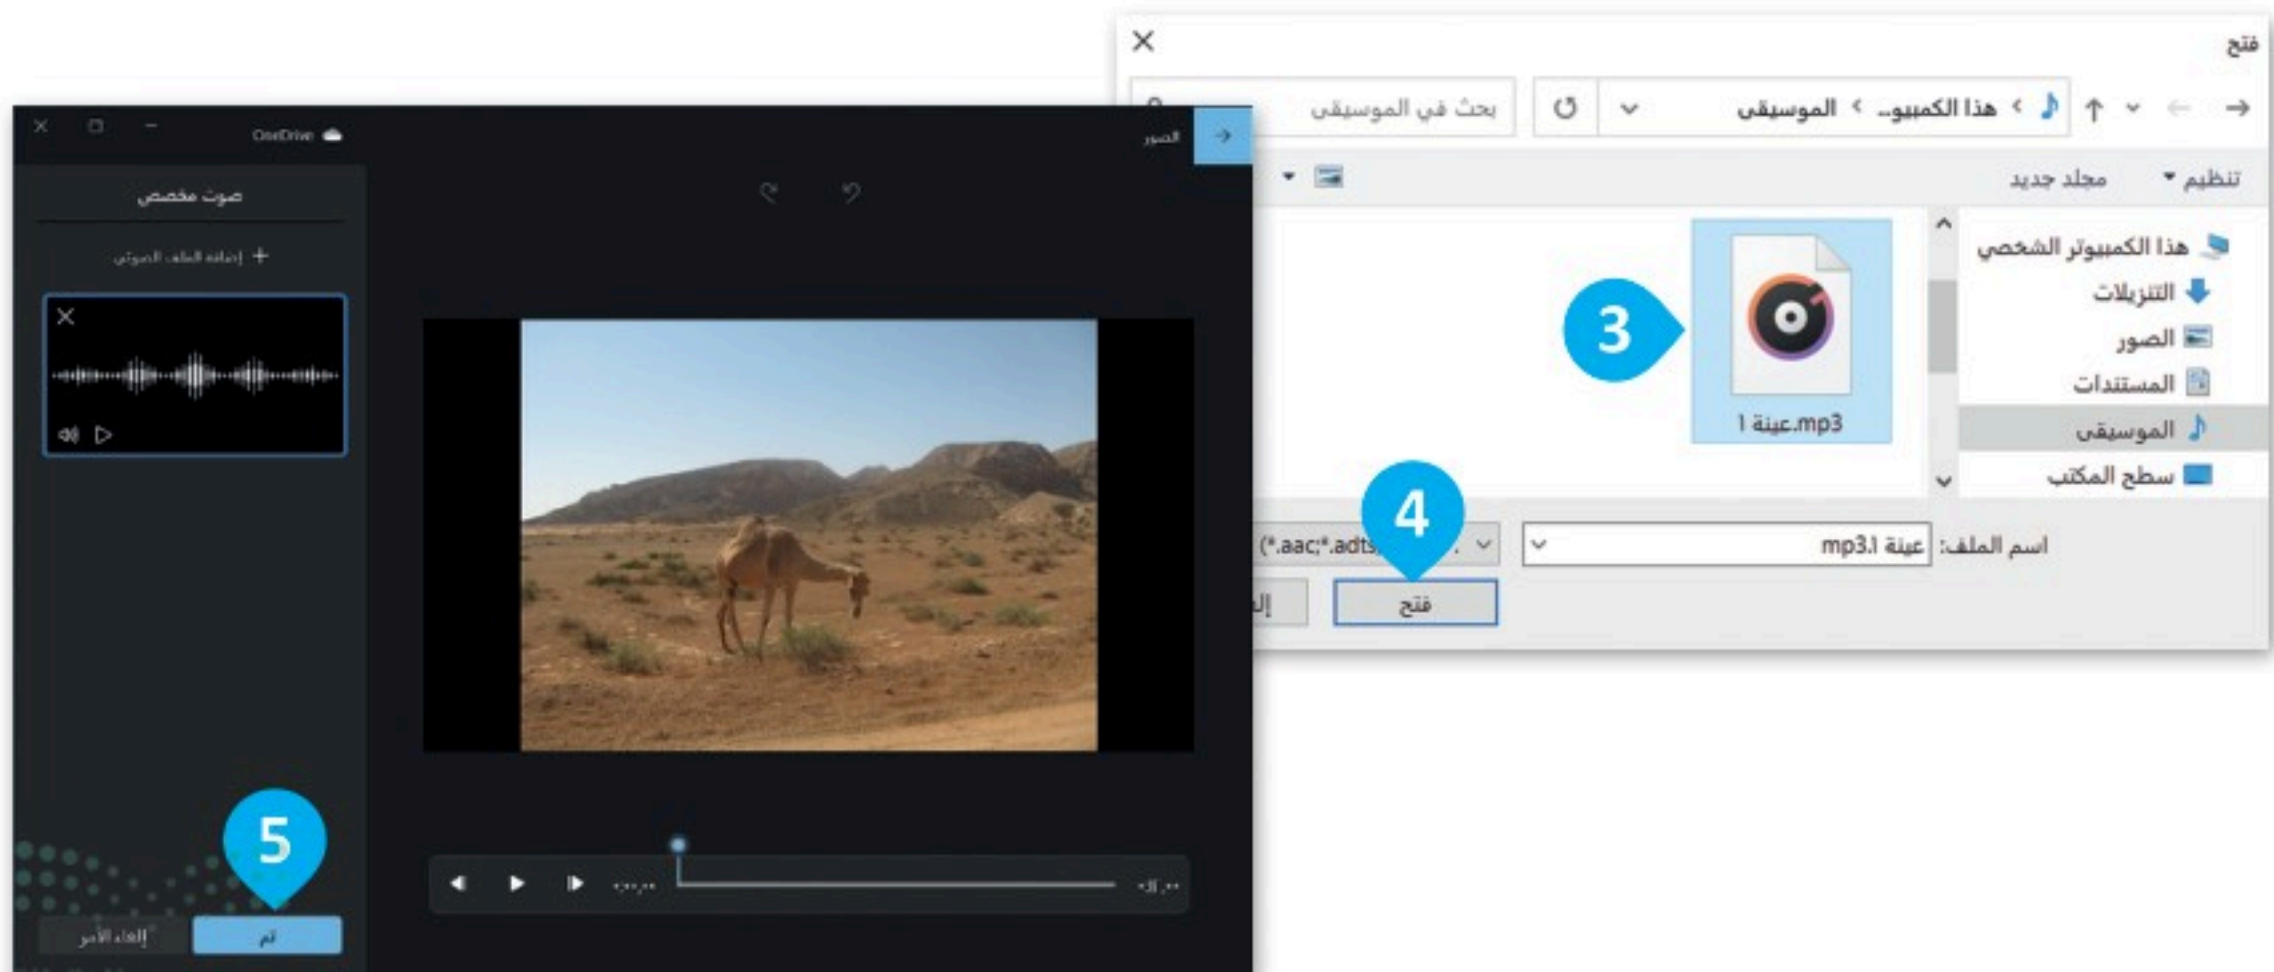 فتح
هذا الكمبيو.. > الموسيقى
بحث في الموسيقى
تنظيم
مجلد جديد
هذا الكمبيوتر الشخصي
التنزيلات
الصور
المستندات
الموسيقى
سطح المكتب
3
عينة 1.mp3
4
اسم الملف: عينة 1.mp3
(*.aac;*.adts,
فتح
الصور
OneDrive
صوت مخصص
+ إضافة الملف الصوتي
5
تم
إلغاء الأمر